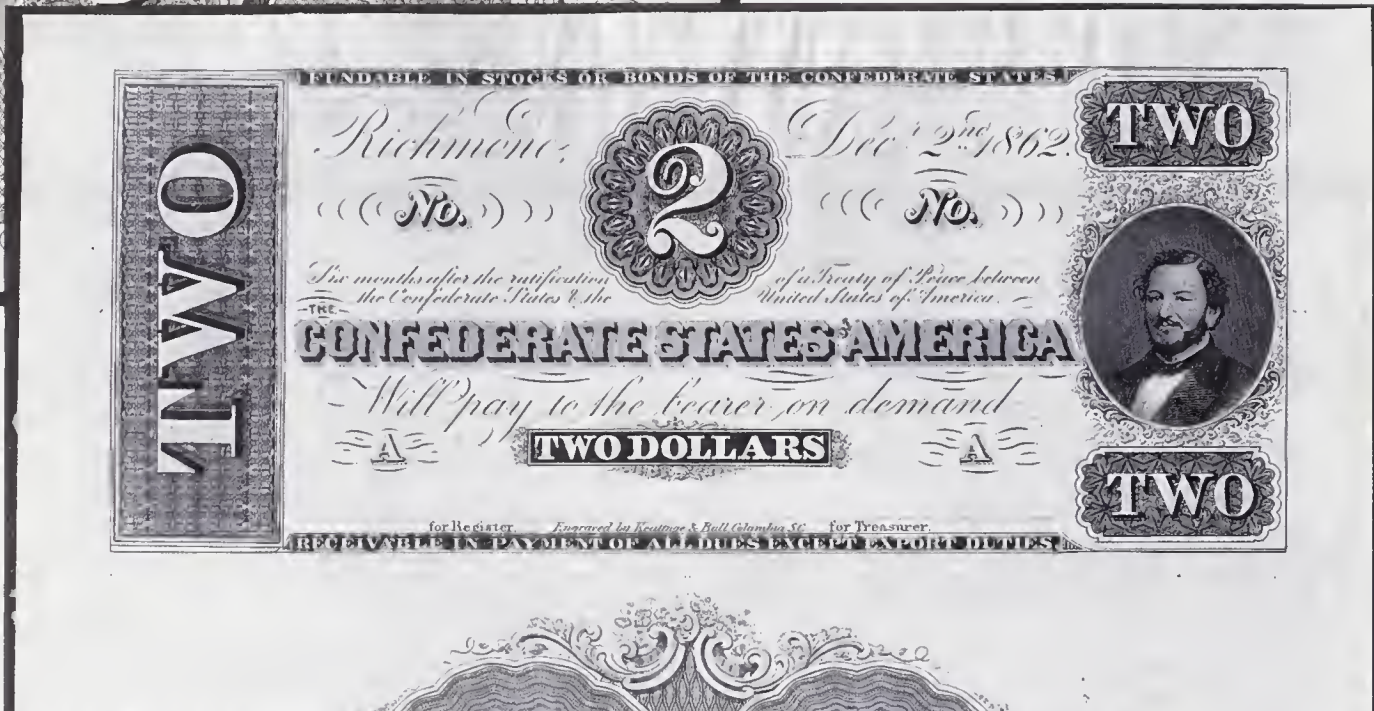 FUNDABLE IN STOCKS OR BONDS OF THE CONFEDERATE STATES.
TWO
Richmond, Decr 2nd 1862.
TWO
2
No. No.
Six months after the ratification of a Treaty of Peace between
the Confederate States & the United States of America
THE
CONFEDERATE STATES OF AMERICA
Will pay to the bearer on demand
A TWO DOLLARS A
TWO
for Register. Engraved by Keatinge & Ball Columbia S.C. for Treasurer.
RECEIVABLE IN PAYMENT OF ALL DUES EXCEPT EXPORT DUTIES.